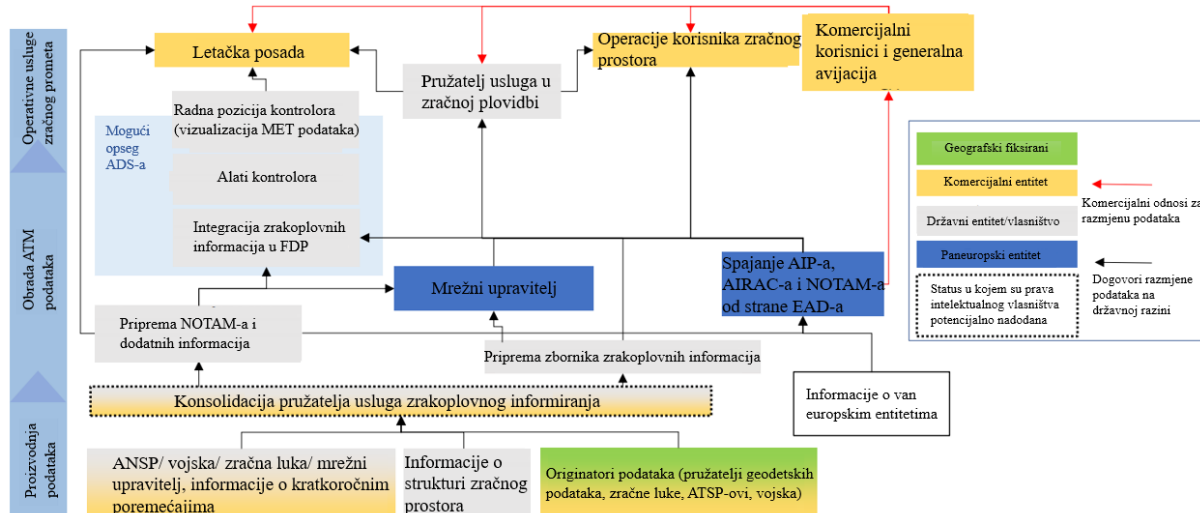 Operativne usluge
zračnog prometa
Obrada ATM
podataka
Proizvodnja
podataka
Letačka posada
Pružatelj usluga u
zračnoj plovidbi
Operacije korisnika zračnog
prostora
Komercijalni
korisnici i generalna
avijacija
Mogući
opseg
ADS-a
Radna pozicija kontrolora
(vizualizacija MET podataka)
Alati kontrolora
Integracija zrakoplovnih
informacija u FDP
Mrežni upravitelj
Spajanje AIP-a,
AIRAC-a i NOTAM-a
od strane EAD-a
Priprema NOTAM-a i
dodatnih informacija
Priprema zbornika zrakoplovnih informacija
Informacije o van
europskim entitetima
Konsolidacija pružatelja usluga zrakoplovnog informiranja
ANSP/ vojska/ zračna luka/ mrežni
upravitelj, informacije o kratkoročnim
poremećajima
Informacije o
strukturi zračnog
prostora
Originatori podataka (pružatelji geodetskih
podataka, zračne luke, ATSP-ovi, vojska)
Geografski fiksirani
Komercijalni entitet
Državni entitet/vlasništvo
Paneuropski entitet
Status u kojem su prava
intelektualnog vlasništva
potencijalno nadodana
Komercijalni odnosi za
razmjenu podataka
Dogovori razmjene
podataka na
državnoj razini